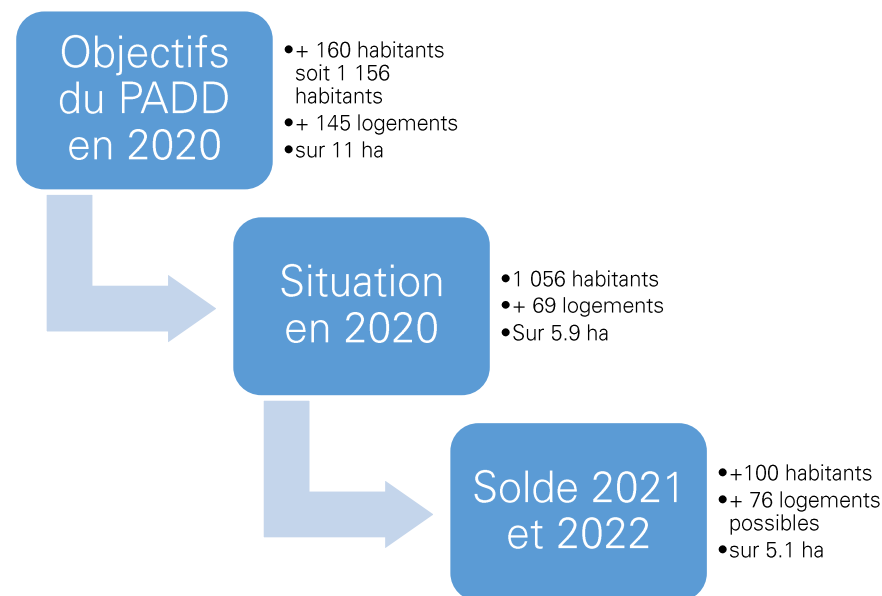 Objectifs
du PADD
en 2020
•+ 160 habitants
soit 1 156
habitants
•+ 145 logements
•sur 11 ha
Situation
en 2020
•1 056 habitants
•+ 69 logements
•Sur 5.9 ha
Solde 2021
et 2022
•+100 habitants
•+ 76 logements
possibles
•sur 5.1 ha